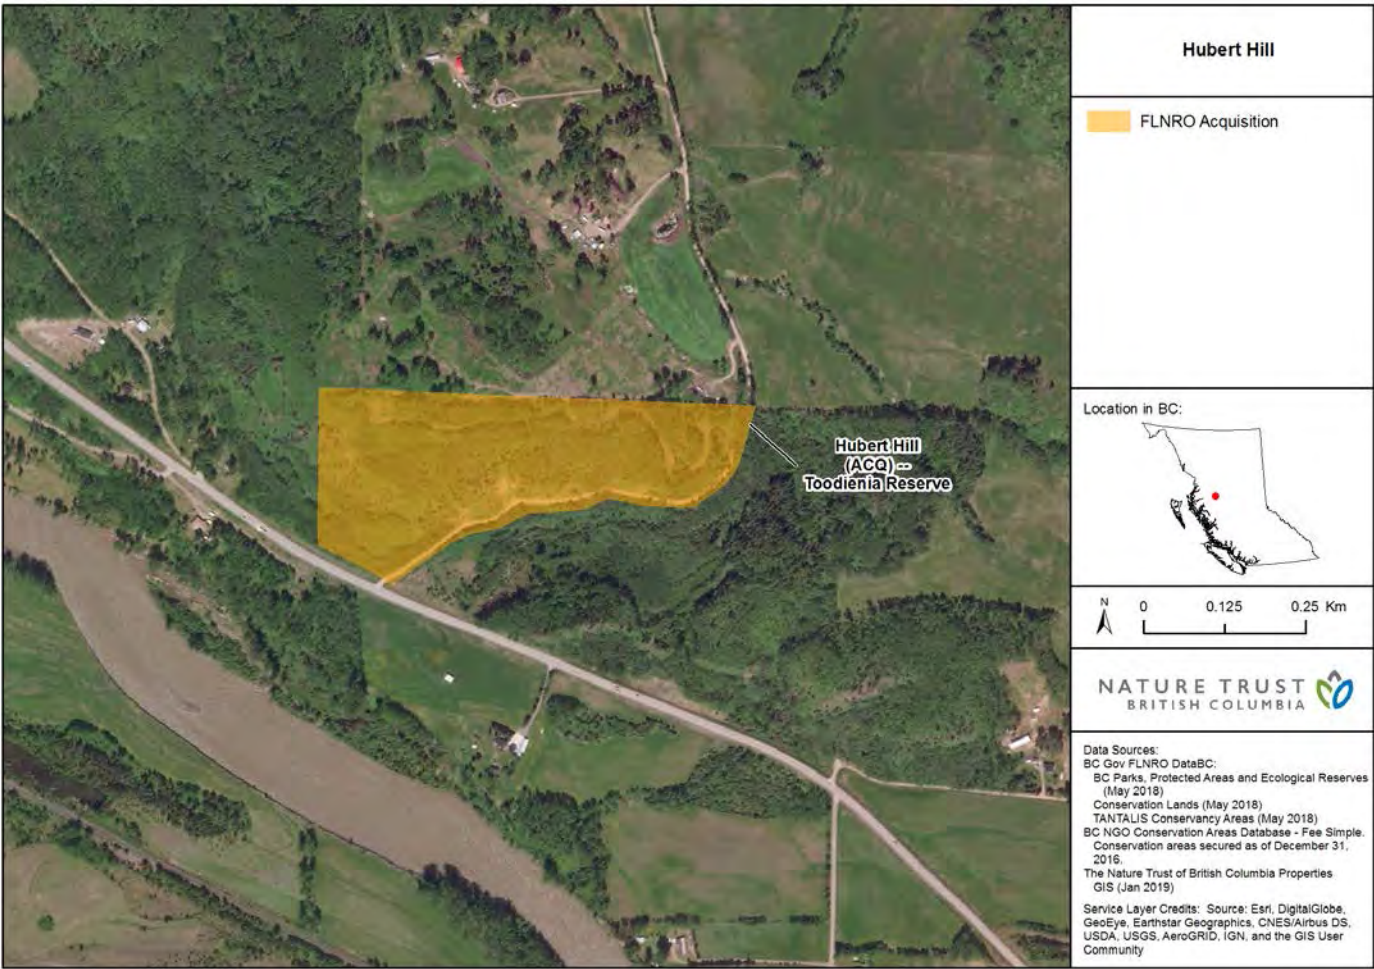 Hubert Hill
FLNRO Acquisition
Hubert Hill
(ACQ) --
Toodienia Reserve
Location in BC:
N
0 0.125 0.25 Km
NATURE TRUST
BRITISH COLUMBIA
Data Sources:
BC Gov FLNRO DataBC:
BC Parks, Protected Areas and Ecological Reserves
(May 2018)
Conservation Lands (May 2018)
TANTALIS Conservancy Areas (May 2018)
BC NGO Conservation Areas Database - Fee Simple.
Conservation areas secured as of December 31,
2016.
The Nature Trust of British Columbia Properties
GIS (Jan 2019)
Service Layer Credits: Source: Esri, DigitalGlobe,
GeoEye, Earthstar Geographics, CNES/Airbus DS,
USDA, USGS, AeroGRID, IGN, and the GIS User
Community